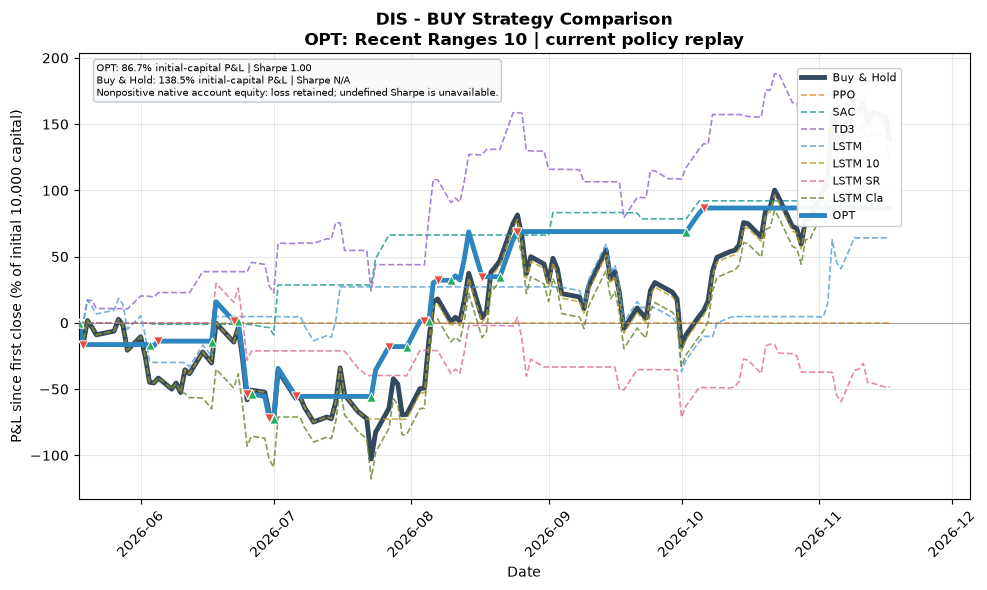 DIS - BUY Strategy Comparison
OPT: Recent Ranges 10 | current policy replay
OPT: 86.7% initial-capital P&L | Sharpe 1.00
Buy & Hold: 138.5% initial-capital P&L | Sharpe N/A
Nonpositive native account equity: loss retained; undefined Sharpe is unavailable.
Buy & Hold
PPO
SAC
TD3
LSTM
LSTM 10
LSTM SR
LSTM Cla
OPT
P&L since first close (% of initial 10,000 capital)
200
150
100
50
0
−50
−100
2026-06
2026-07
2026-08
2026-09
2026-10
2026-11
2026-12
Date